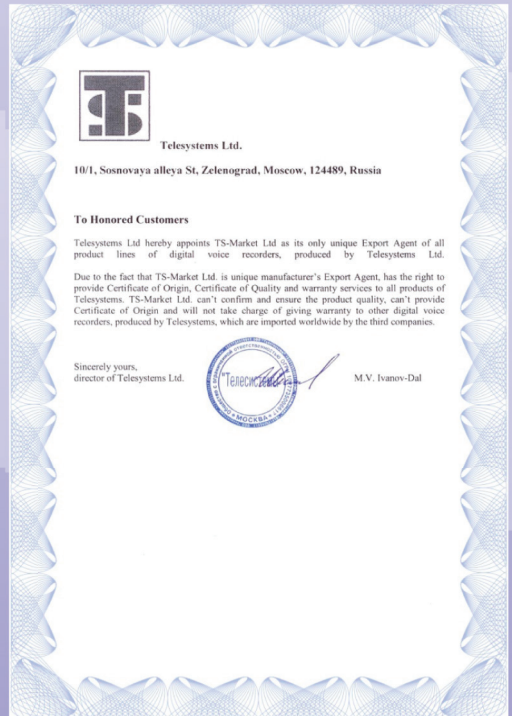 Telesystems Ltd.
10/1, Sosnovaya alleya St, Zelenograd, Moscow, 124489, Russia
To Honored Customers
Telesystems Ltd hereby appoints TS-Market Ltd as its only unique Export Agent of all
product lines of digital voice recorders, produced by Telesystems Ltd.
Due to the fact that TS-Market Ltd. is unique manufacturer's Export Agent, has the right to
provide Certificate of Origin, Certificate of Quality and warranty services to all products of
Telesystems. TS-Market Ltd. can't confirm and ensure the product quality, can't provide
Certificate of Origin and will not take charge of giving warranty to other digital voice
recorders, produced by Telesystems, which are imported worldwide by the third companies.
Sincerely yours,
director of Telesystems Ltd.
M.V. Ivanov-Dal
МОСКВА